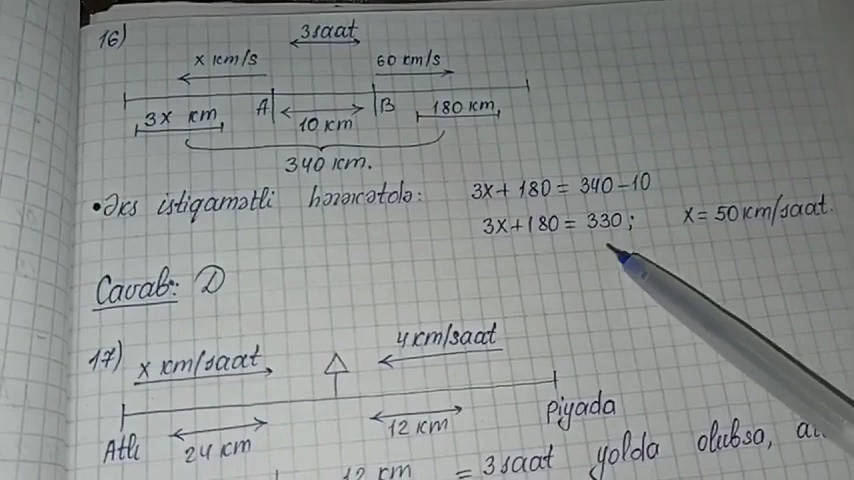 16)
3saat
x km/s
60 km/s
3x km
A
10 km
B
180 km
340 km.
•Əks istiqamətli hərəkətdə:
3x + 180 = 340 - 10
3x + 180 = 330;
x = 50 km/saat.
Cavab: D
17)
x km/saat
4 km/saat
Atlı
24 km
12 km
Piyada
12 km = 3saat yolda olubsa,